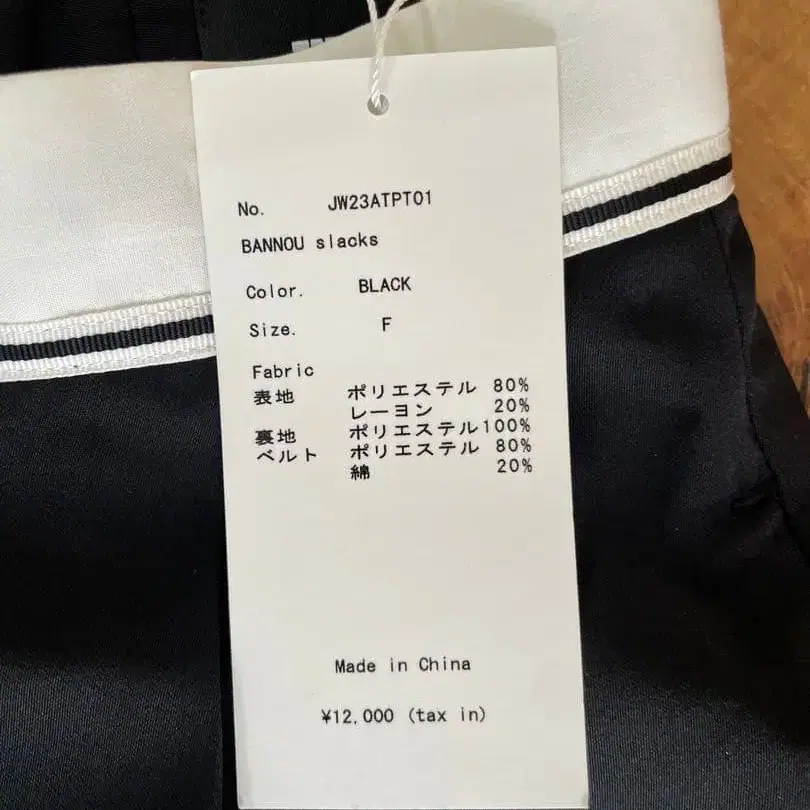 No. JW23ATPT01
BANNOU slacks
Color. BLACK
Size. F
Fabric
表地 ポリエステル 80%
レーヨン 20%
裏地 ポリエステル100%
ベルト ポリエステル 80%
綿 20%
Made in China
¥12,000 (tax in)